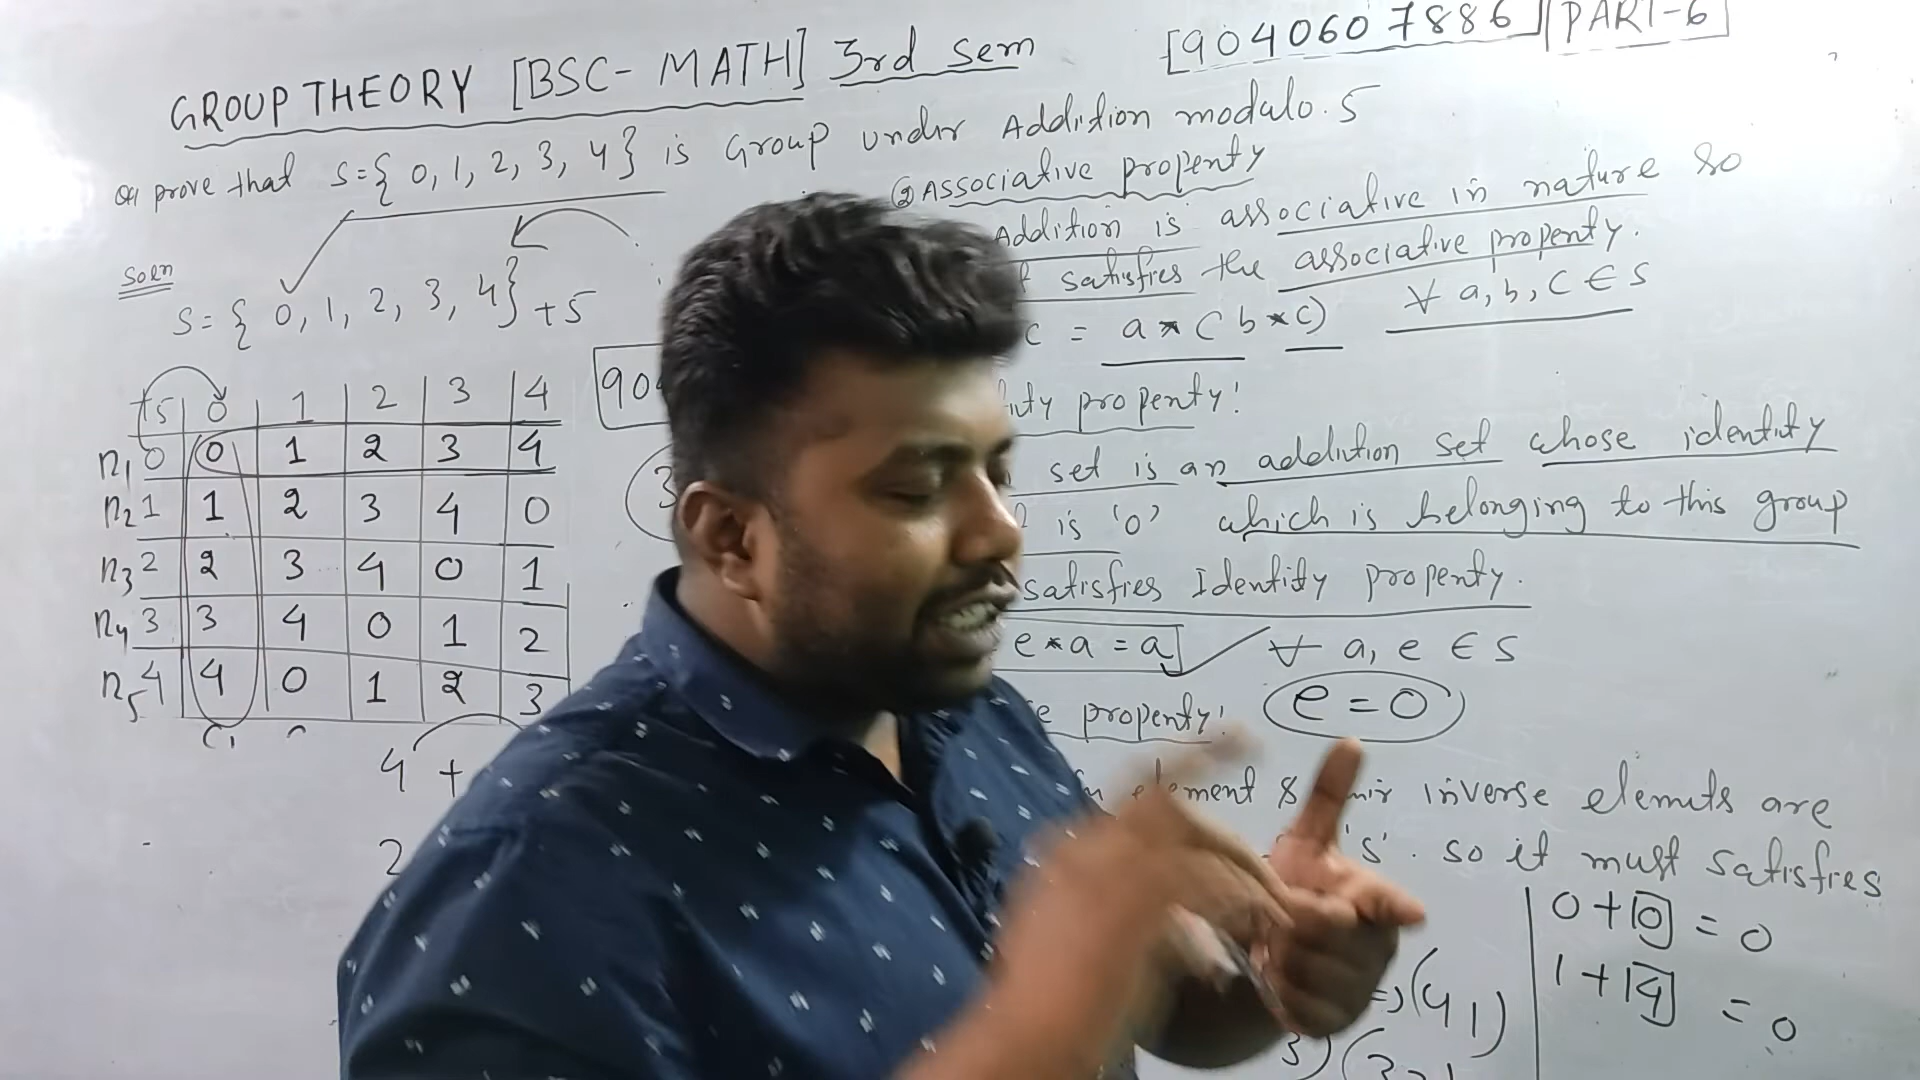 GROUP THEORY [BSC- MATH] 3rd sem
[9040607886] PART-6
prove that S={ 0, 1, 2, 3, 4 } is Group under Addition modulo. 5
Soln
S = { 0, 1, 2, 3, 4 } +5
+5 0 1 2 3 4
n1 0 0 1 2 3 4
n2 1 1 2 3 4 0
n3 2 2 3 4 0 1
n4 3 3 4 0 1 2
n5 4 4 0 1 2 3
4 +
2
90
3
② Associative property
Addition is associative in nature so
satisfies the associative property.
c = a * ( b * c) ∀ a, b, c ∈ S
property!
set is an addition set whose identity
is '0' which is belonging to this group
satisfies Identity property.
e * a = a ∀ a, e ∈ S
property! e = 0
element & inverse elemnts are
's'. so it must satisfies
=> (4 1)
3)
0 + 0 = 0
1 + 4 = 0